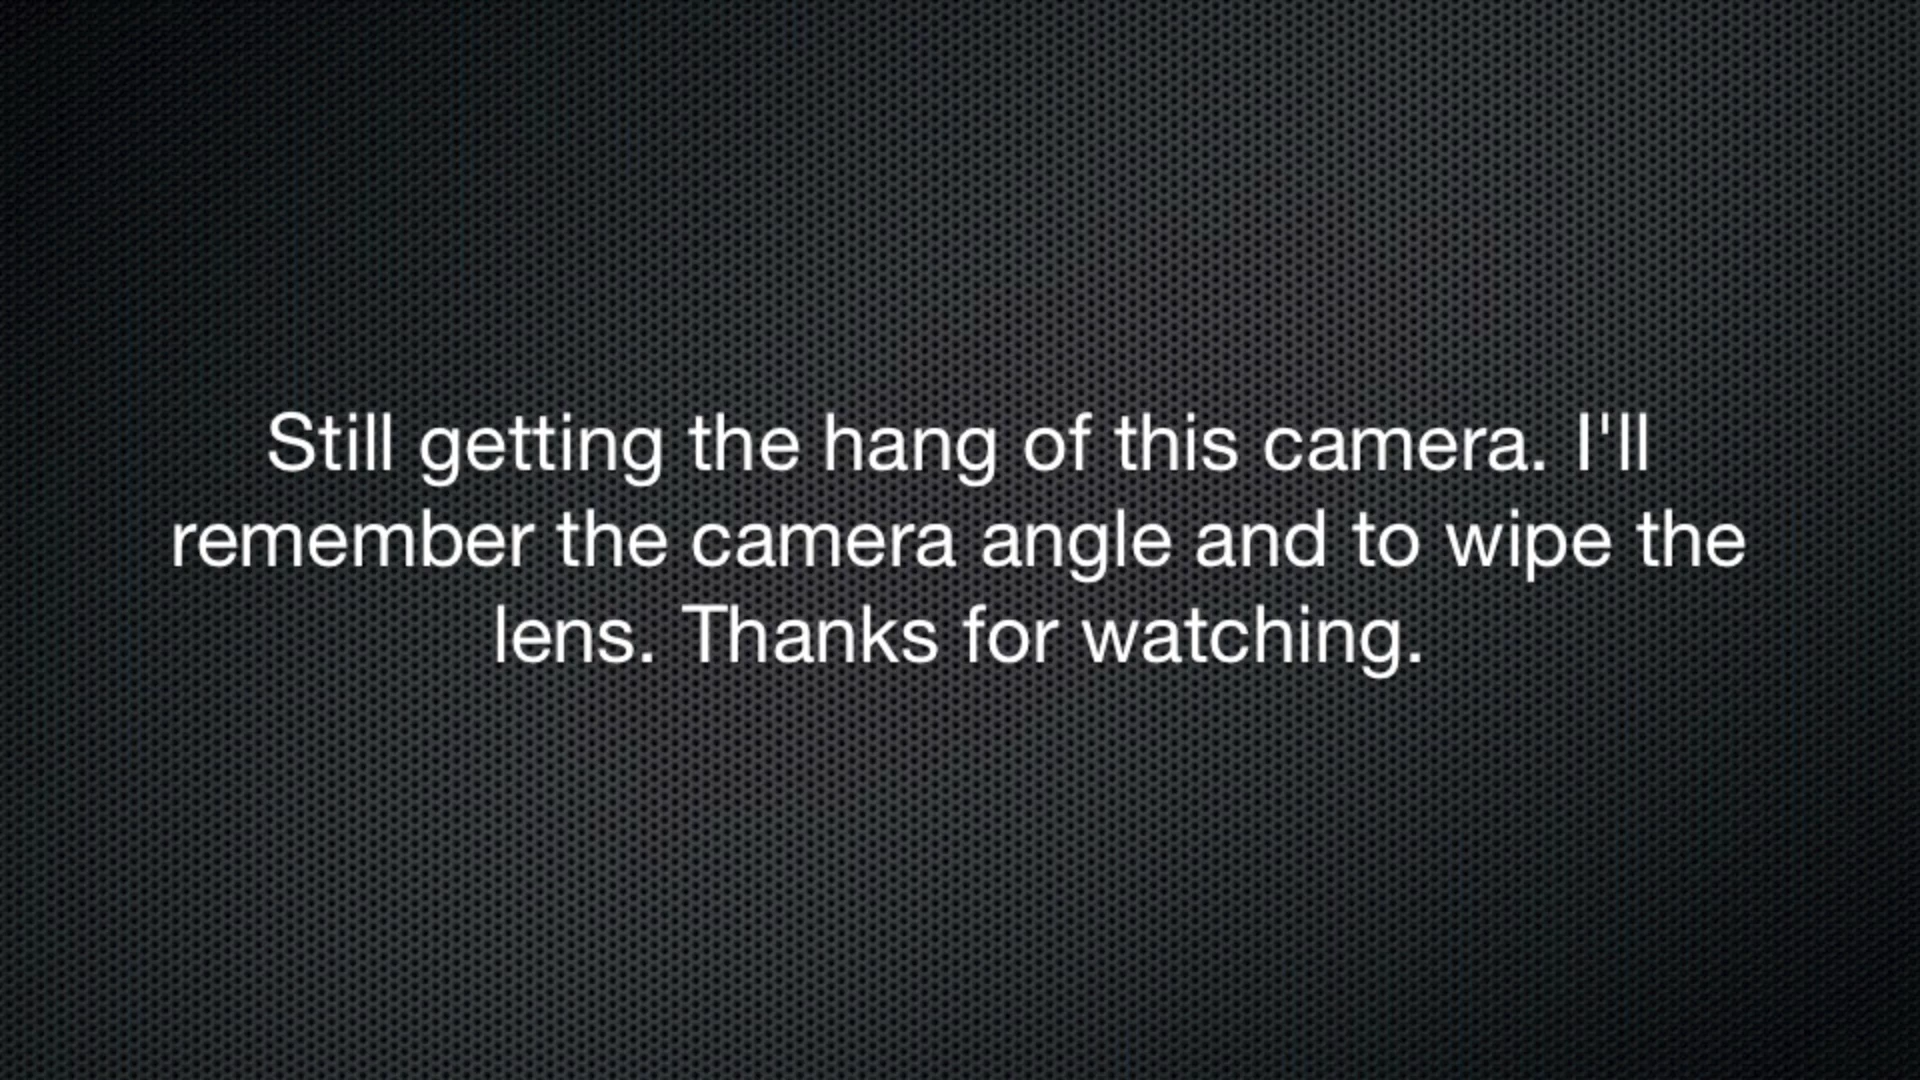 Still getting the hang of this camera. I'll
remember the camera angle and to wipe the
lens. Thanks for watching.